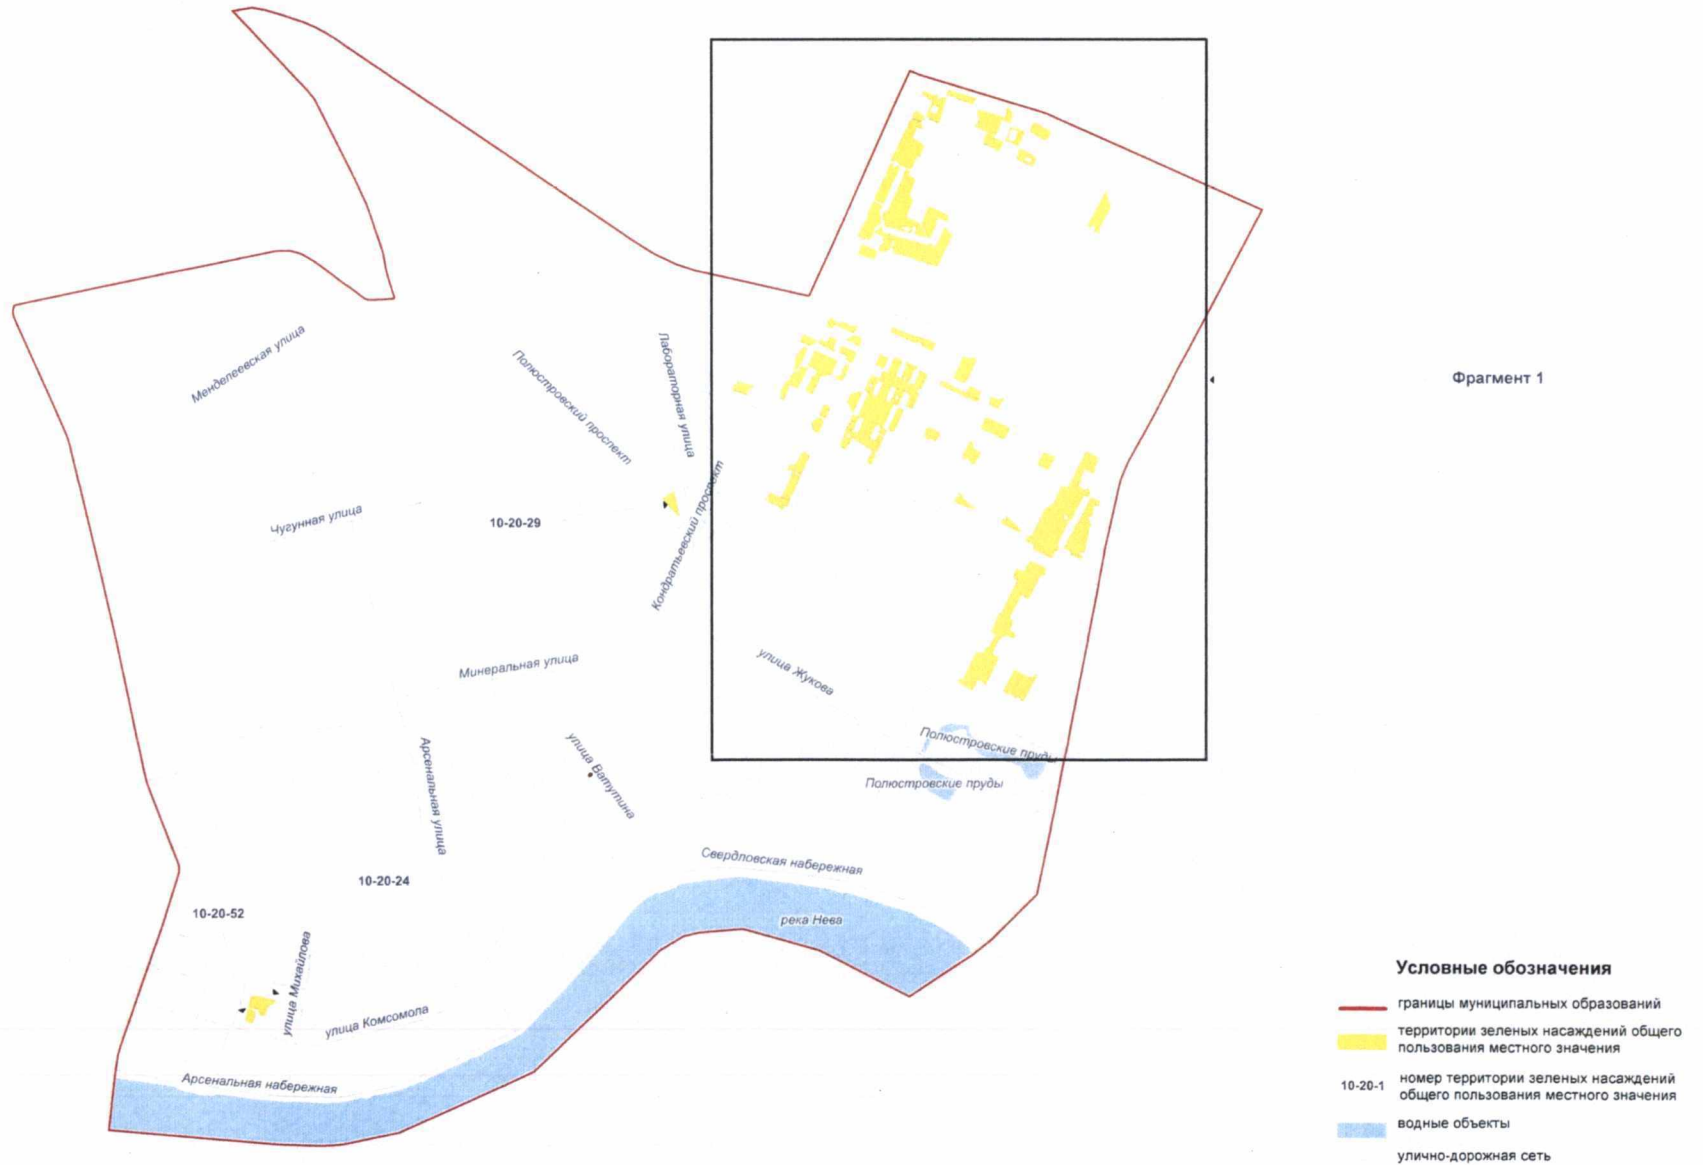 Менделеевская улица
Полюстровский проспект
Лабораторная улица
Фрагмент 1
Чугунная улица
10-20-29
Кондратьевский проспект
Минеральная улица
улица Жукова
Арсенальная улица
улица Ватутина
Полюстровские пруды
Полюстровские пруды
Свердловская набережная
10-20-24
10-20-52
река Нева
улица Михайлова
улица Комсомола
Арсенальная набережная
Условные обозначения
границы муниципальных образований
территории зеленых насаждений общего
пользования местного значения
10-20-1
номер территории зеленых насаждений
общего пользования местного значения
водные объекты
улично-дорожная сеть